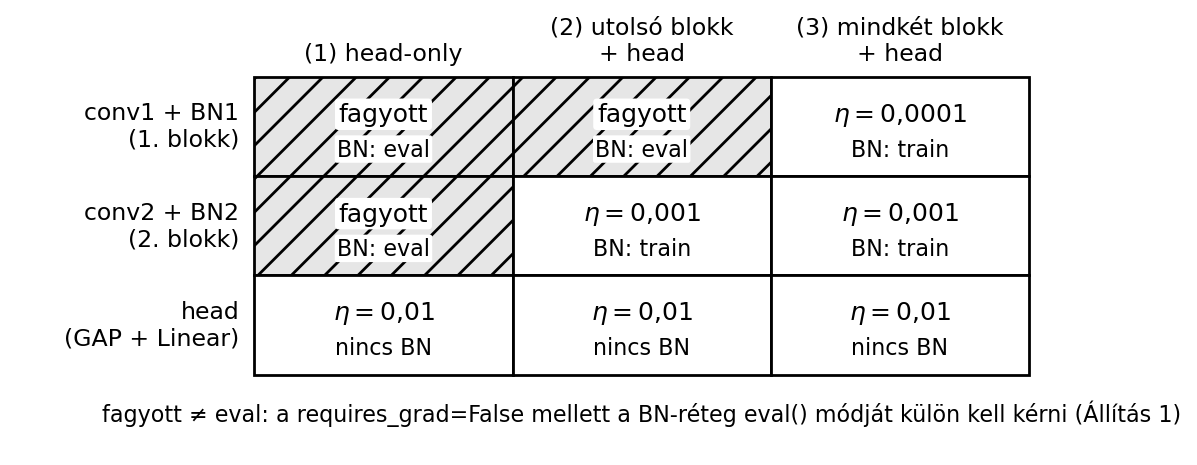 (1) head-only
(2) utolsó blokk
+ head
(3) mindkét blokk
+ head
conv1 + BN1
(1. blokk)
fagyott
BN: eval
fagyott
BN: eval
η = 0,0001
BN: train
conv2 + BN2
(2. blokk)
fagyott
BN: eval
η = 0,001
BN: train
η = 0,001
BN: train
head
(GAP + Linear)
η = 0,01
nincs BN
η = 0,01
nincs BN
η = 0,01
nincs BN
fagyott ≠ eval: a requires_grad=False mellett a BN-réteg eval() módját külön kell kérni (Állítás 1)